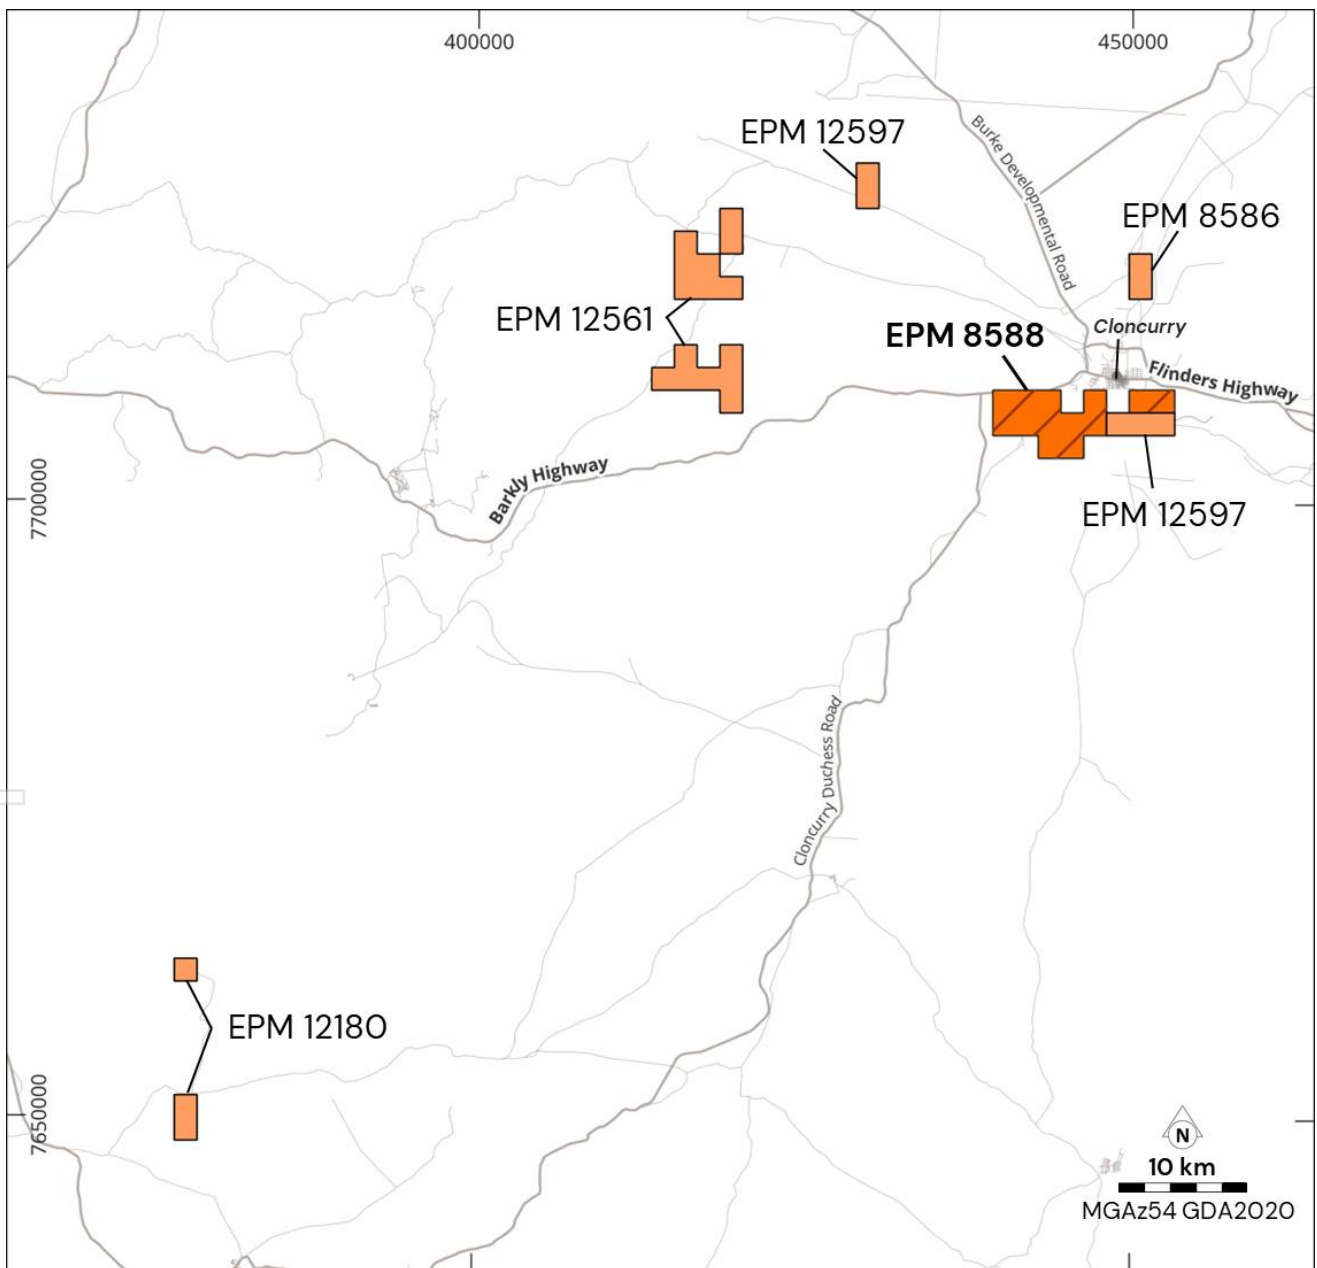 400000
450000
EPM 12597
Burke Developmental Road
EPM 8586
EPM 12561
EPM 8588
Cloncurry
Flinders Highway
Barkly Highway
7700000
EPM 12597
Cloncurry Duchess Road
EPM 12180
7650000
N
10 km
MGAz54 GDA2020